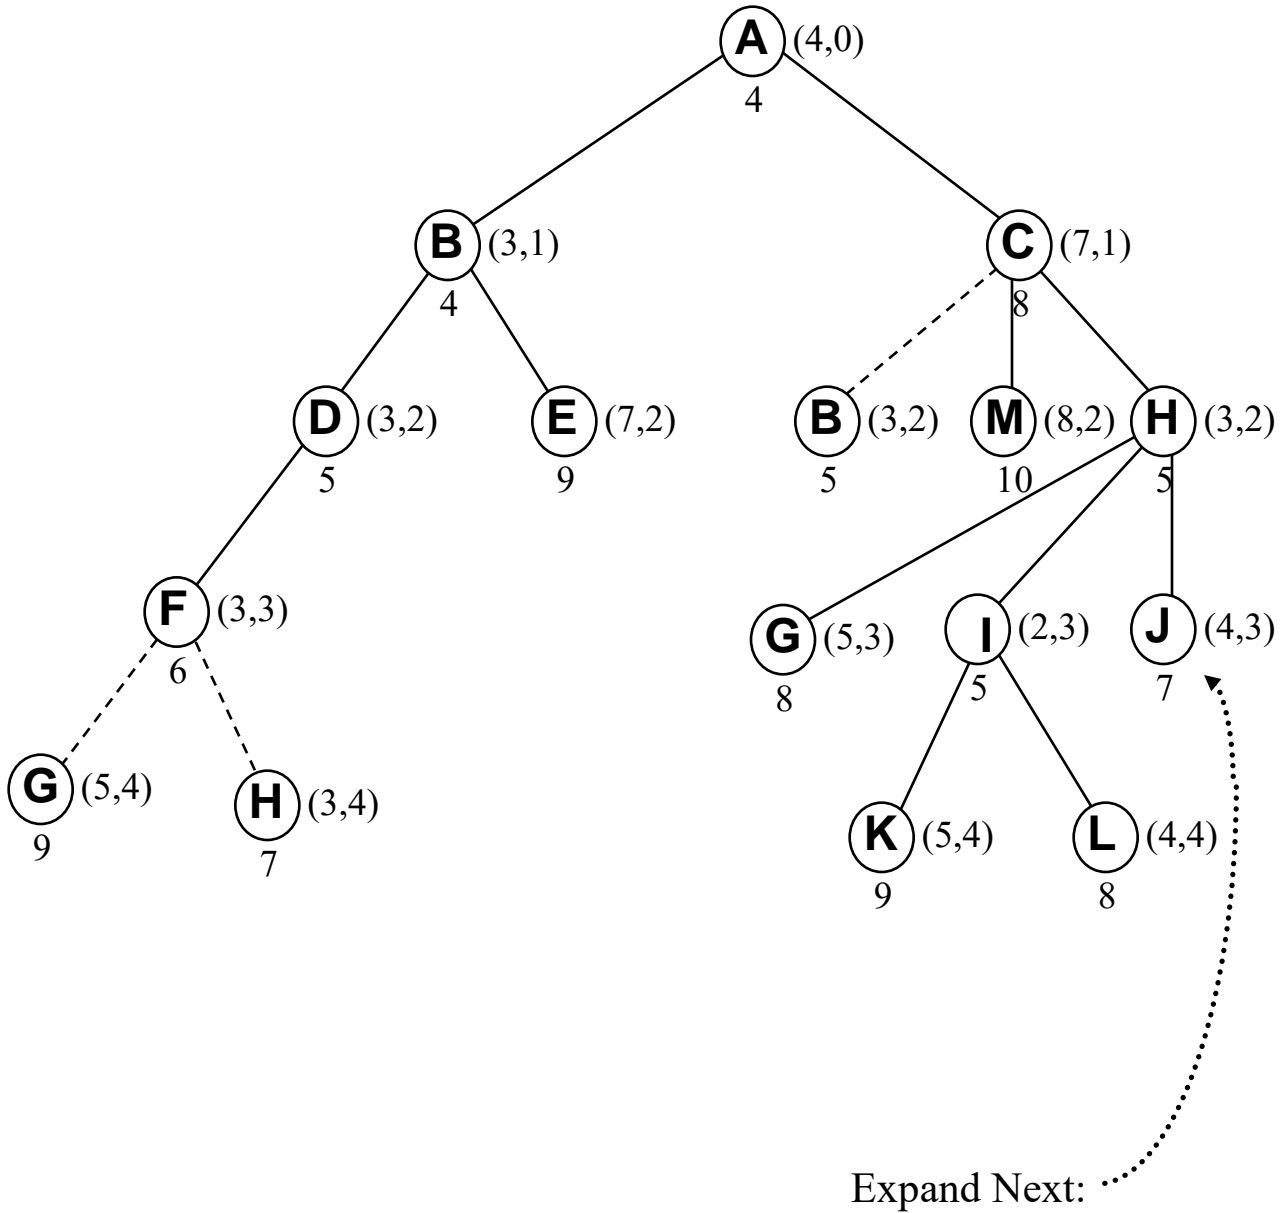 A (4,0)
4
B (3,1)
4
C (7,1)
8
D (3,2)
5
E (7,2)
9
B (3,2)
5
M (8,2)
10
H (3,2)
5
F (3,3)
6
G (5,3)
8
I (2,3)
5
J (4,3)
7
G (5,4)
9
H (3,4)
7
K (5,4)
9
L (4,4)
8
Expand Next: